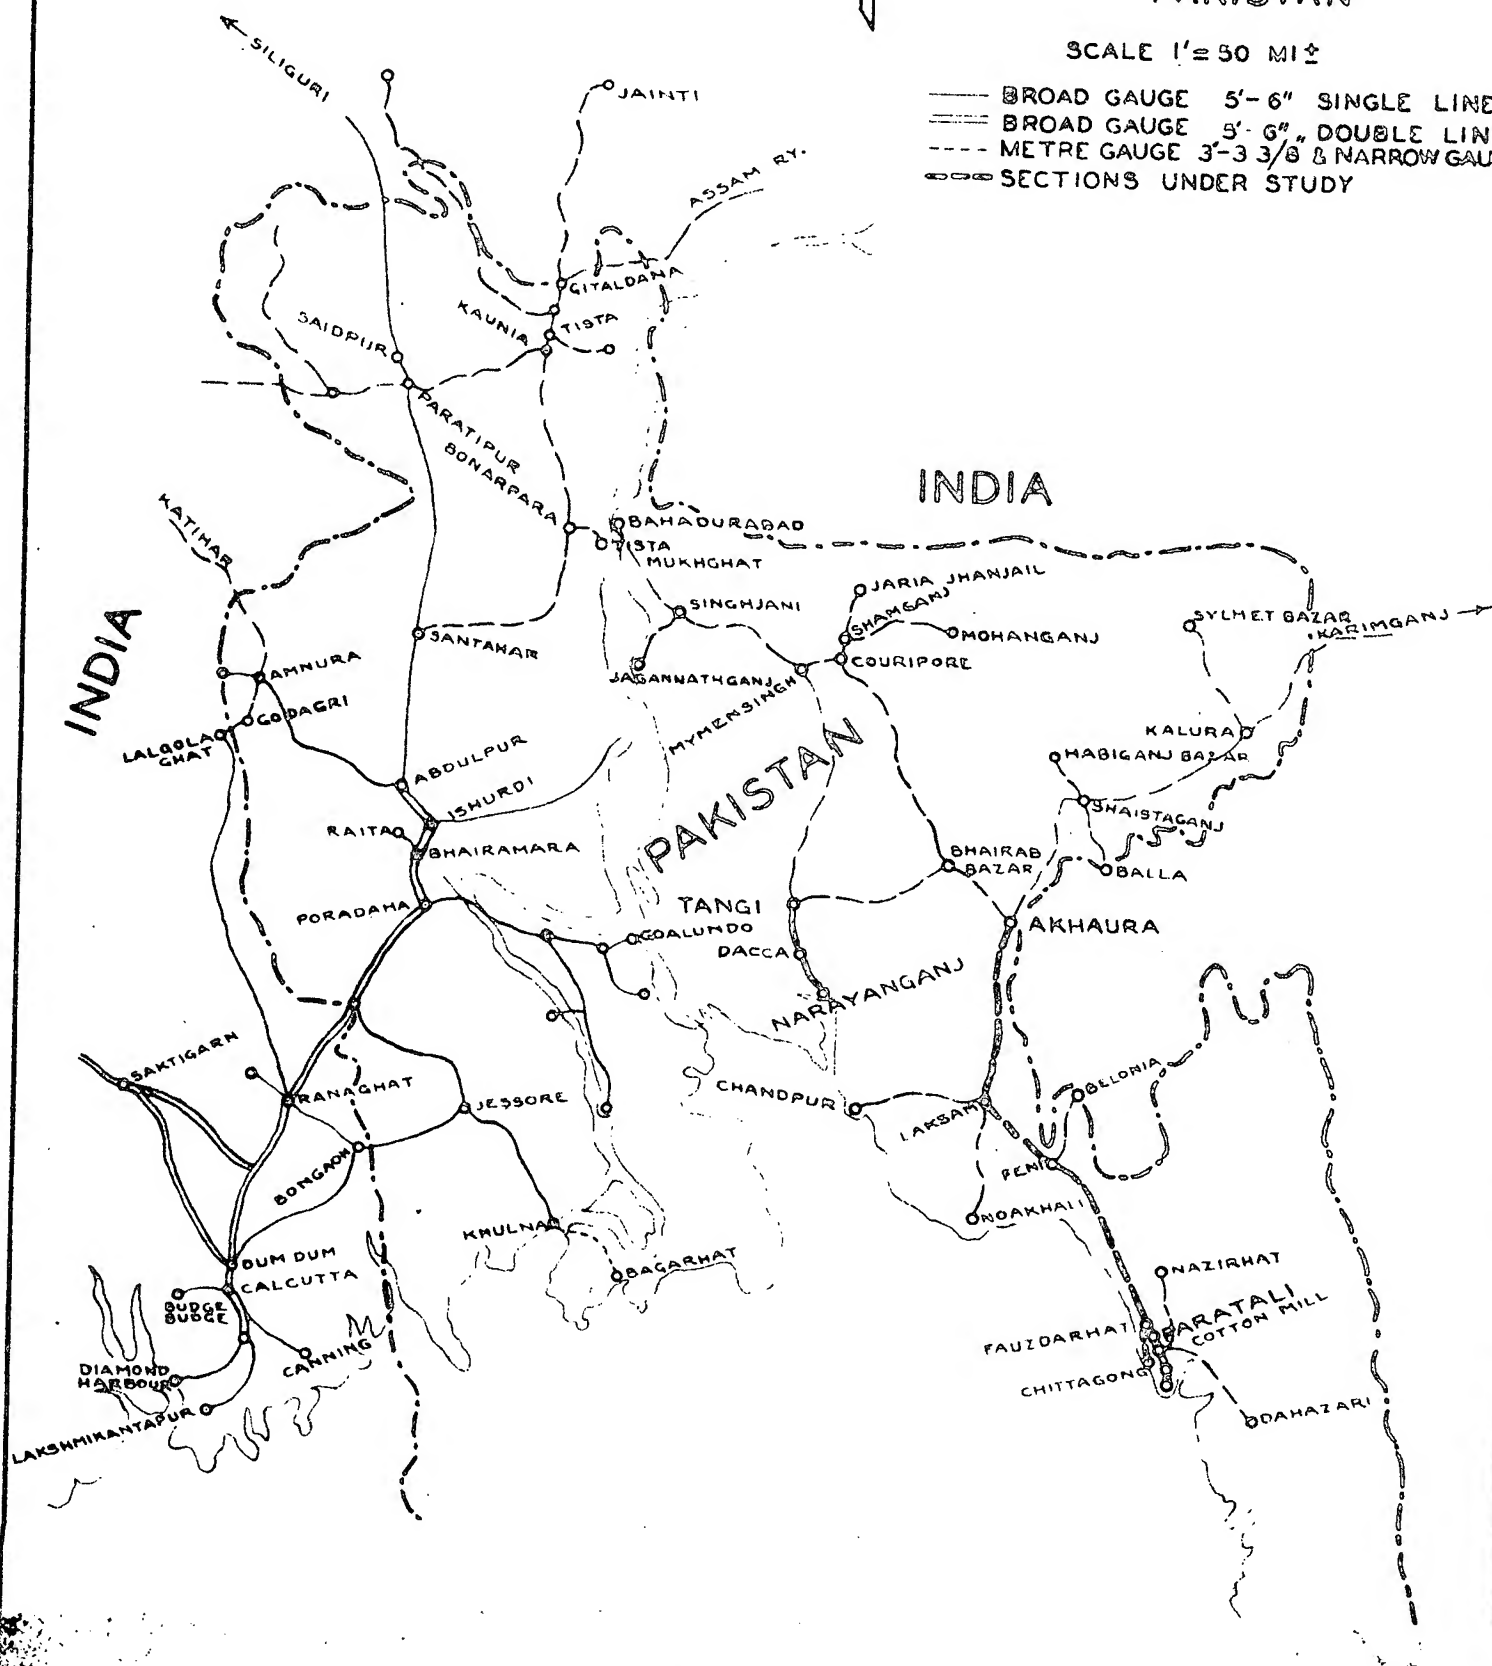 SCALE 1'= 50 MI ±
BROAD GAUGE 5'-6" SINGLE LINE
BROAD GAUGE 5'-6" „ DOUBLE LIN
METRE GAUGE 3'-3 3/8 & NARROW GAU
SECTIONS UNDER STUDY
SILIGURI
JAINTI
ASSAM RY.
GITALDANA
KAUNIA
TISTA
SAIDPUR
PARATIPUR
BONARPARA
INDIA
KATIHAR
BAHADURABAD
TISTA
MUKHGHAT
JARIA JHANJAIL
SHAMGANJ
SINGHJANI
SYLHET BAZAR
KARIMGANJ
INDIA
SANTAHAR
MOHANGANJ
AMNURA
JAGANNATHGANJ
COURIPORE
MYMENSINGH
GODAGRI
LALGOLA
GHAT
KALURA
HABIGANJ BAZAR
ABDULPUR
ISHURDI
PAKISTAN
SHAISTAGANJ
RAITA
BHAIRAMARA
BHAIRAB
BAZAR
BALLA
PORADAHA
TANGI
AKHAURA
GOALUNDO
DACCA
NARAYANGANJ
SAKTIGARN
RANAGHAT
JESSORE
CHANDPUR
LAKSAM
BELONIA
BONGAON
FENI
NOAKHALI
KHULNA
DUM DUM
CALCUTTA
BAGARHAT
NAZIRHAT
BUDGE
BUDGE
FAUZDARHAT
PARATALI
COTTON MILL
CANNING
DIAMOND
HARBOUR
CHITTAGONG
LAKSHMIKANTAPUR
DAHAZARI